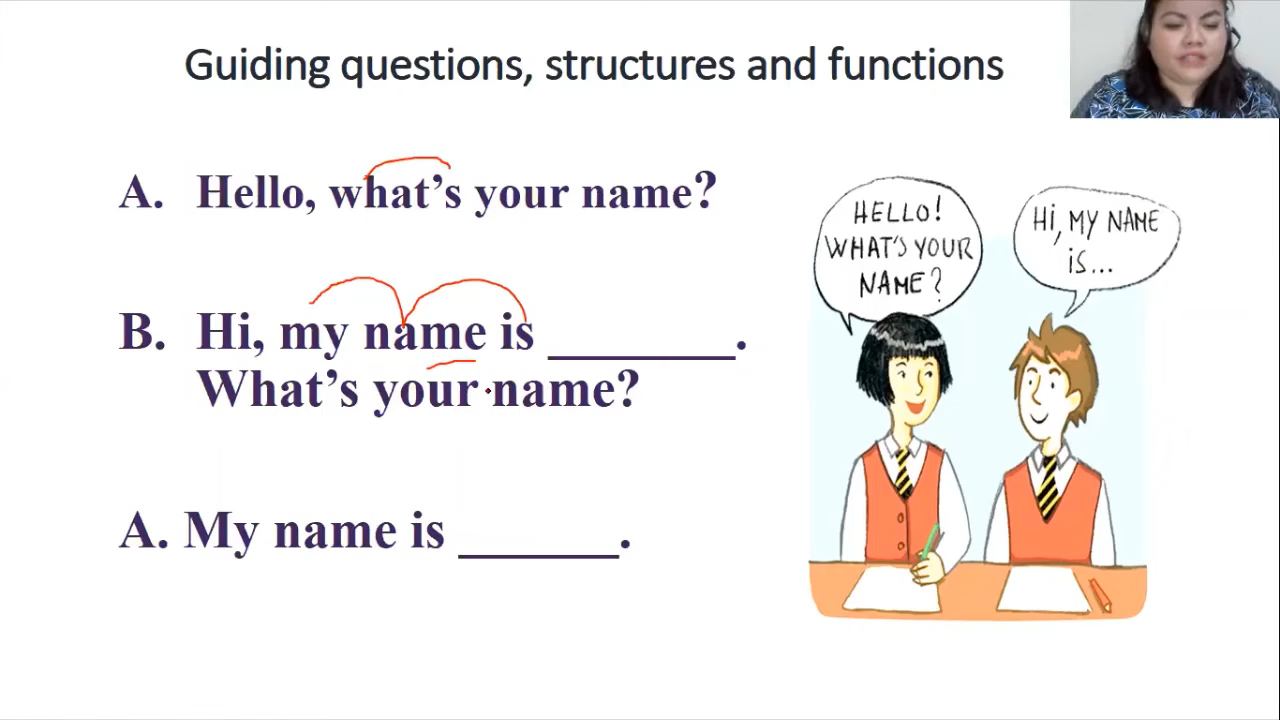 Guiding questions, structures and functions
A. Hello, what's your name?
B. Hi, my name is ________.
What's your name?
A. My name is _______.
HELLO!
WHAT'S YOUR
NAME?
Hi, MY NAME
iS...